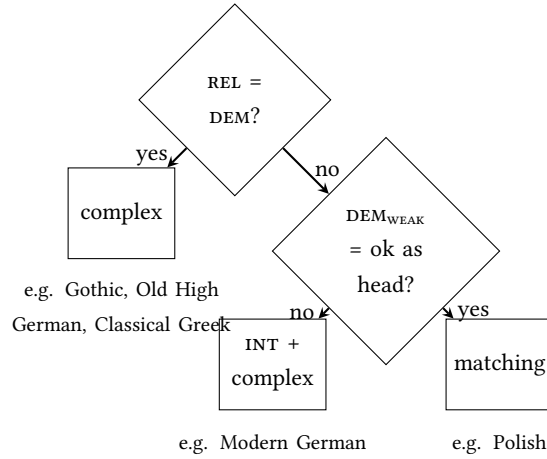 REL =
DEM?
yes
no
complex
DEM_WEAK
= ok as
head?
e.g. Gothic, Old High
German, Classical Greek
no
yes
INT +
complex
matching
e.g. Modern German
e.g. Polish